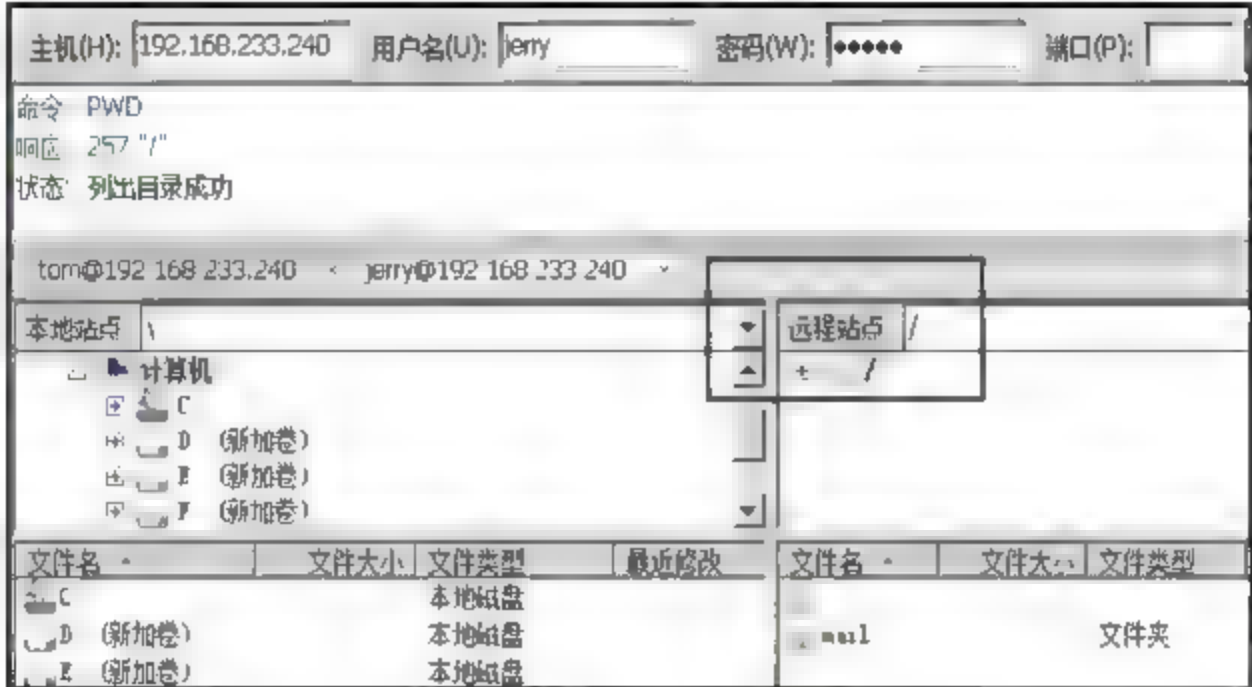 主机(H): 192.168.233.240 用户名(U): jerry 密码(W): ●●●●● 端口(P):
命令 PWD
响应 257 "/"
状态: 列出目录成功
tom@192 168 233.240 × jerry@192 168 233 240 ×
本地站点 \ 远程站点 /
计算机 /
C
D (新加卷)
E (新加卷)
F (新加卷)
文件名 文件大小 文件类型 最近修改 文件名 文件大小 文件类型
C 本地磁盘
D (新加卷) 本地磁盘 mail 文件夹
E (新加卷) 本地磁盘